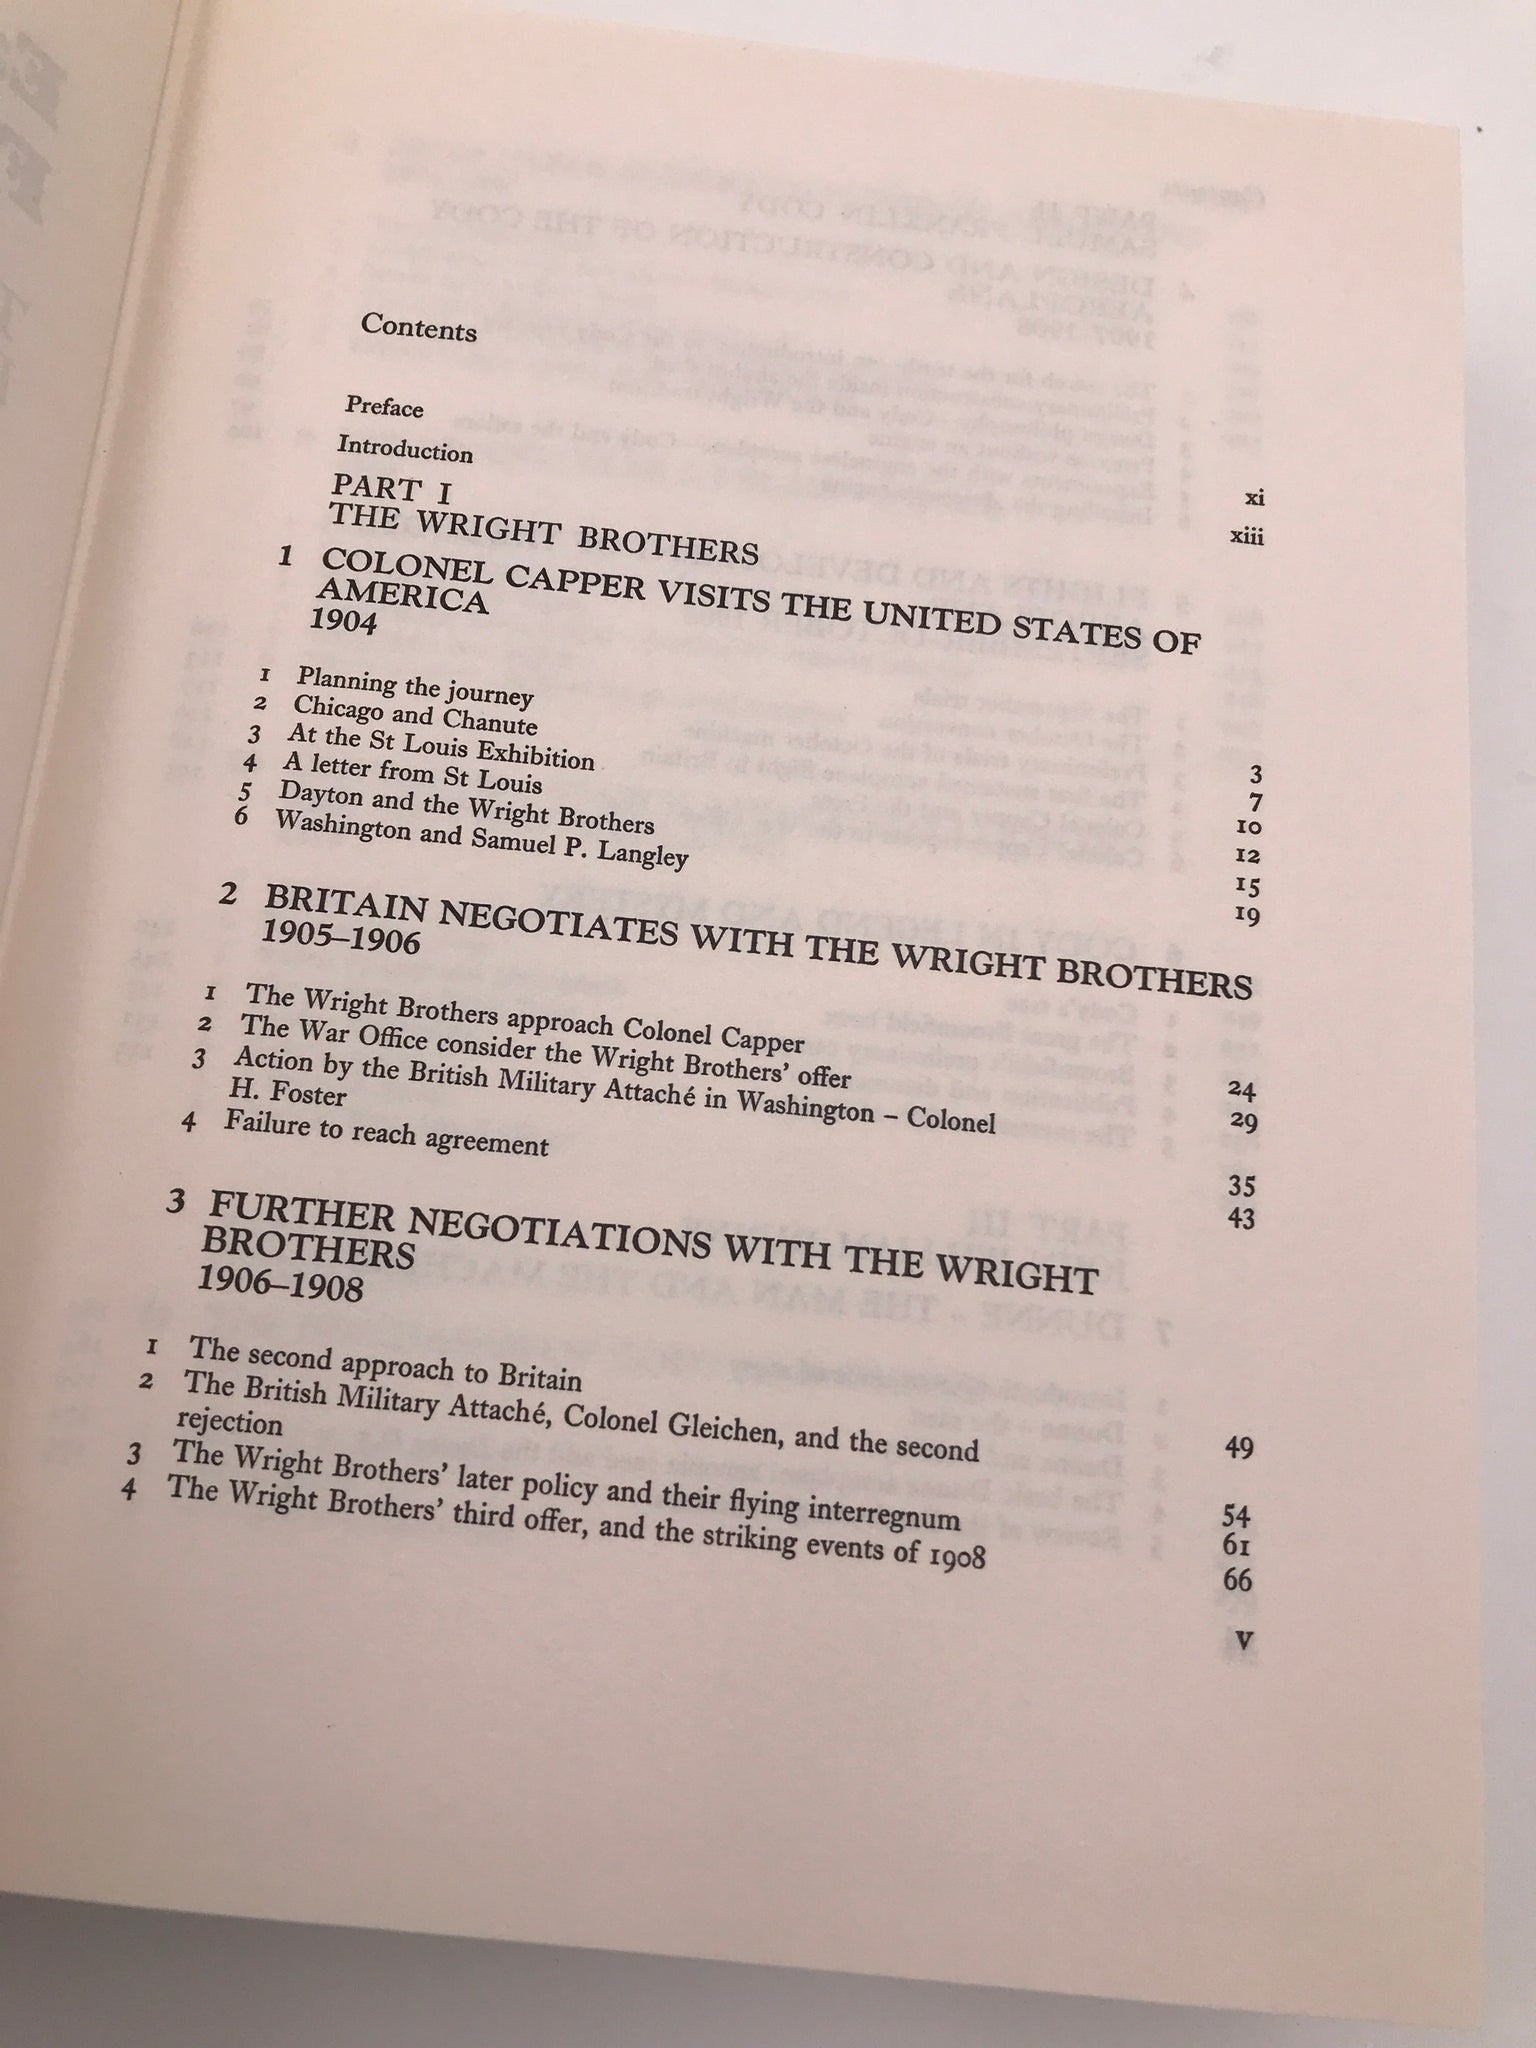 Contents
Preface xi
Introduction xiii
PART I
THE WRIGHT BROTHERS
1 COLONEL CAPPER VISITS THE UNITED STATES OF
AMERICA
1904
1 Planning the journey 3
2 Chicago and Chanute 7
3 At the St Louis Exhibition 10
4 A letter from St Louis 12
5 Dayton and the Wright Brothers 15
6 Washington and Samuel P. Langley 19
2 BRITAIN NEGOTIATES WITH THE WRIGHT BROTHERS
1905–1906
1 The Wright Brothers approach Colonel Capper 24
2 The War Office consider the Wright Brothers' offer 29
3 Action by the British Military Attaché in Washington – Colonel
H. Foster 35
4 Failure to reach agreement 43
3 FURTHER NEGOTIATIONS WITH THE WRIGHT
BROTHERS
1906–1908
1 The second approach to Britain 49
2 The British Military Attaché, Colonel Gleichen, and the second
rejection 54
3 The Wright Brothers' later policy and their flying interregnum 61
4 The Wright Brothers' third offer, and the striking events of 1908 66
v